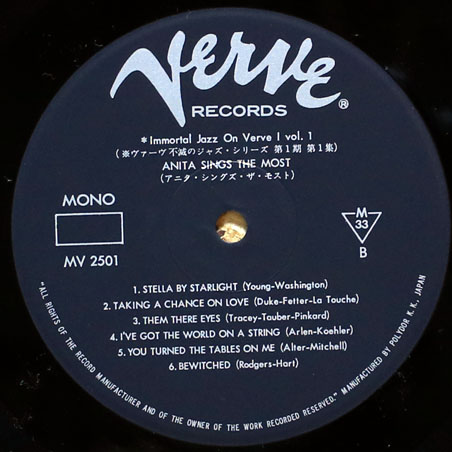 Verve
RECORDS ®
*Immortal Jazz On Verve I vol. 1
(※ヴァーヴ不滅のジャズ・シリーズ 第1期 第1集)
ANITA SINGS THE MOST
(アニタ・シングズ・ザ・モスト)
MONO
MV 2501
M
33
B
1. STELLA BY STARLIGHT (Young-Washington)
2. TAKING A CHANCE ON LOVE (Duke-Fetter-La Touche)
3. THEM THERE EYES (Tracey-Tauber-Pinkard)
4. I'VE GOT THE WORLD ON A STRING (Arlen-Koehler)
5. YOU TURNED THE TABLES ON ME (Alter-Mitchell)
6. BEWITCHED (Rodgers-Hart)
"ALL RIGHTS OF THE RECORD MANUFACTURER AND OF THE OWNER OF THE WORK RECORDED RESERVED." MANUFACTURED BY POLYDOR K. K., JAPAN